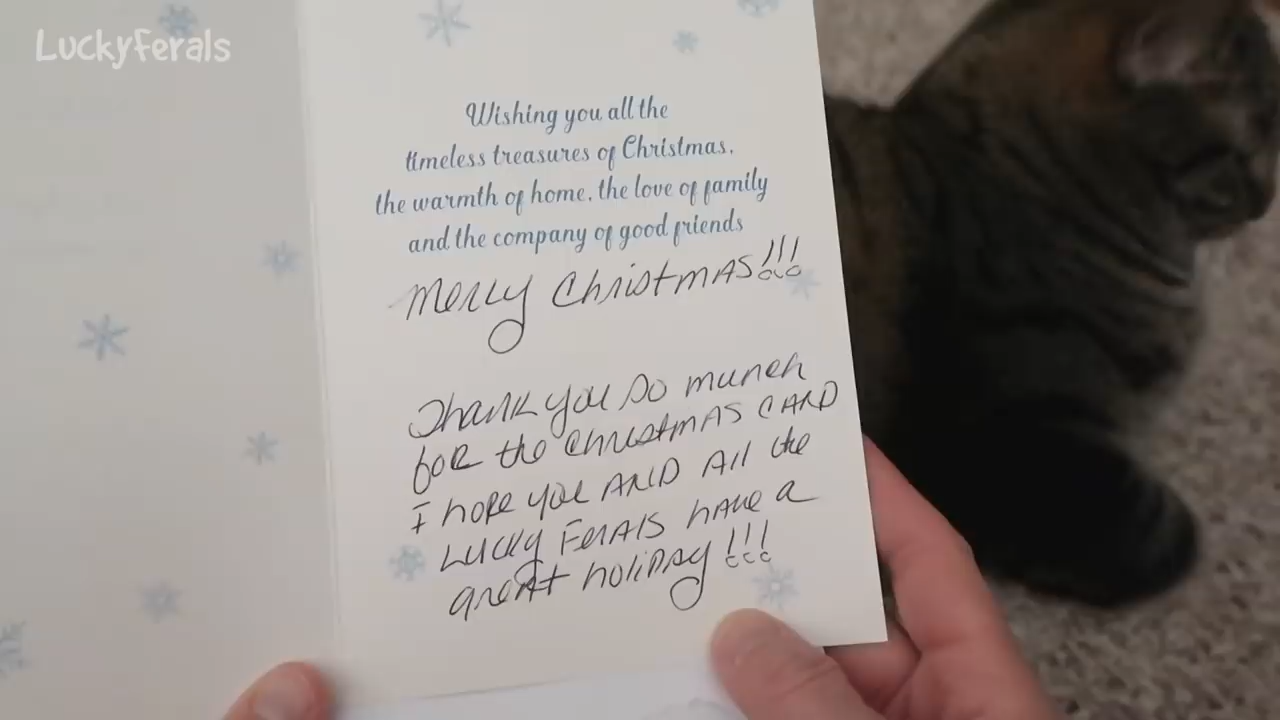 LuckyFerals
Wishing you all the
timeless treasures of Christmas,
the warmth of home, the love of family
and the company of good friends
Merry Christmas!!!
Thank you so munch
for the Christmas card
I hope you and all the
Lucky Ferals have a
great holiday!!!